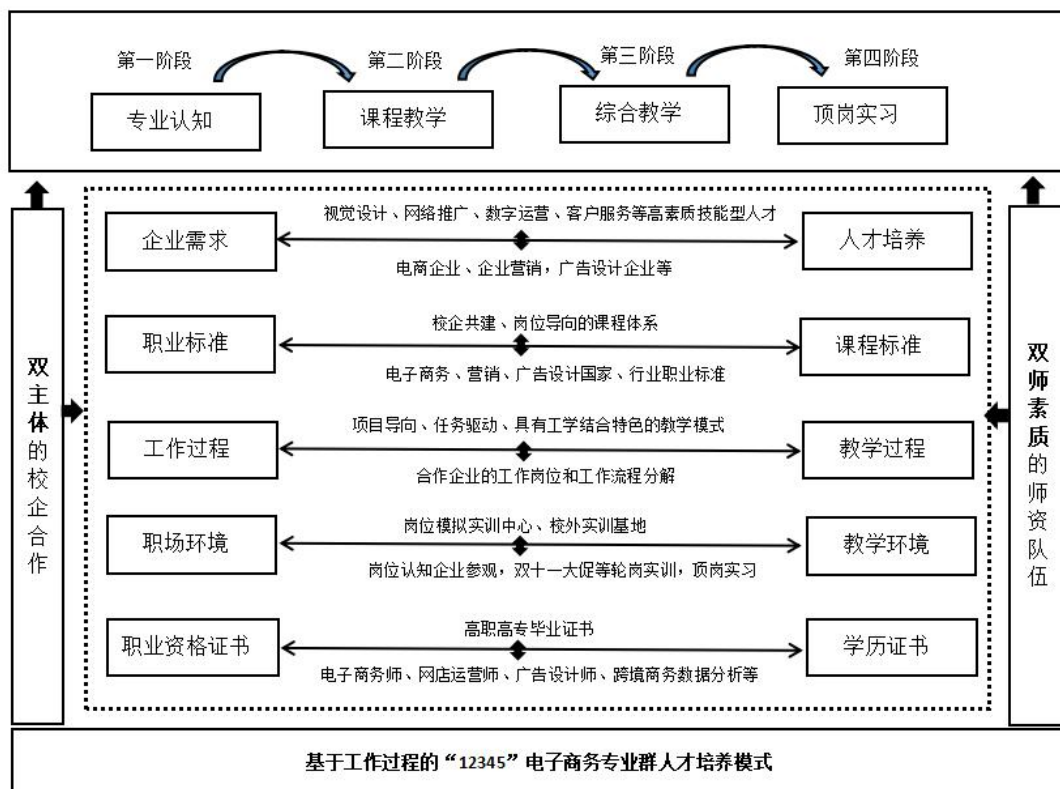 第一阶段
第二阶段
第三阶段
第四阶段
专业认知
课程教学
综合教学
顶岗实习
双主体的校企合作
双师素质的师资队伍
视觉设计、网络推广、数字运营、客户服务等高素质技能型人才
企业需求
人才培养
电商企业、企业营销，广告设计企业等
校企共建、岗位导向的课程体系
职业标准
课程标准
电子商务、营销、广告设计国家、行业职业标准
项目导向、任务驱动、具有工学结合特色的教学模式
工作过程
教学过程
合作企业的工作岗位和工作流程分解
岗位模拟实训中心、校外实训基地
职场环境
教学环境
岗位认知企业参观，双十一大促等轮岗实训，顶岗实习
高职高专毕业证书
职业资格证书
学历证书
电子商务师、网店运营师、广告设计师、跨境商务数据分析等
基于工作过程的“12345”电子商务专业群人才培养模式